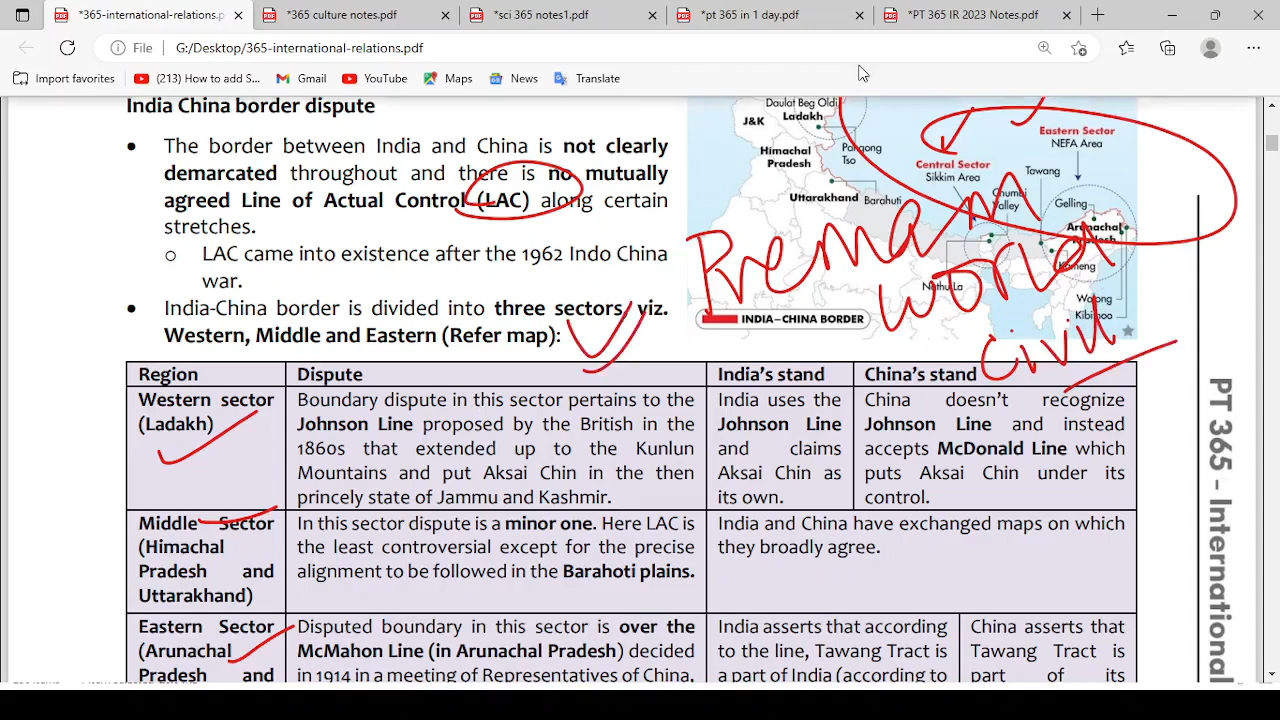 *365-international-relations.p
*365 culture notes.pdf
*sci 365 notes1.pdf
*pt 365 in 1 day.pdf
*PT 365 IR 2023 Notes.pdf
File
G:/Desktop/365-international-relations.pdf
Import favorites
(213) How to add S...
Gmail
YouTube
Maps
News
Translate
India China border dispute
• The border between India and China is not clearly
demarcated throughout and there is no mutually
agreed Line of Actual Control (LAC) along certain
stretches.
o LAC came into existence after the 1962 Indo China
war.
• India-China border is divided into three sectors, viz.
Western, Middle and Eastern (Refer map):
Daulat Beg Oldi
Ladakh
J&K
Pangong
Tso
Himachal
Pradesh
Uttarakhand
Barahoti
Central Sector
Sikkim Area
Eastern Sector
NEFA Area
Tawang
Chumbi
Valley
Gelling
Arunachal
Pradesh
Kameng
Nathu La
Walong
Kibithoo
INDIA–CHINA BORDER
Premam
world
civil
Region
Dispute
India's stand
China's stand
Western sector
(Ladakh)
Boundary dispute in this sector pertains to the
Johnson Line proposed by the British in the
1860s that extended up to the Kunlun
Mountains and put Aksai Chin in the then
princely state of Jammu and Kashmir.
India uses the
Johnson Line
and claims
Aksai Chin as
its own.
China doesn't recognize
Johnson Line and instead
accepts McDonald Line which
puts Aksai Chin under its
control.
Middle Sector
(Himachal
Pradesh and
Uttarakhand)
In this sector dispute is a minor one. Here LAC is
the least controversial except for the precise
alignment to be followed in the Barahoti plains.
India and China have exchanged maps on which
they broadly agree.
Eastern Sector
(Arunachal
Pradesh and
Disputed boundary in this sector is over the
McMahon Line (in Arunachal Pradesh) decided
in 1914 in a meeting of Representatives of China,
India asserts that according
to the line, Tawang Tract is
a part of India (according to
China asserts that
Tawang Tract is
part of its
PT 365 - International